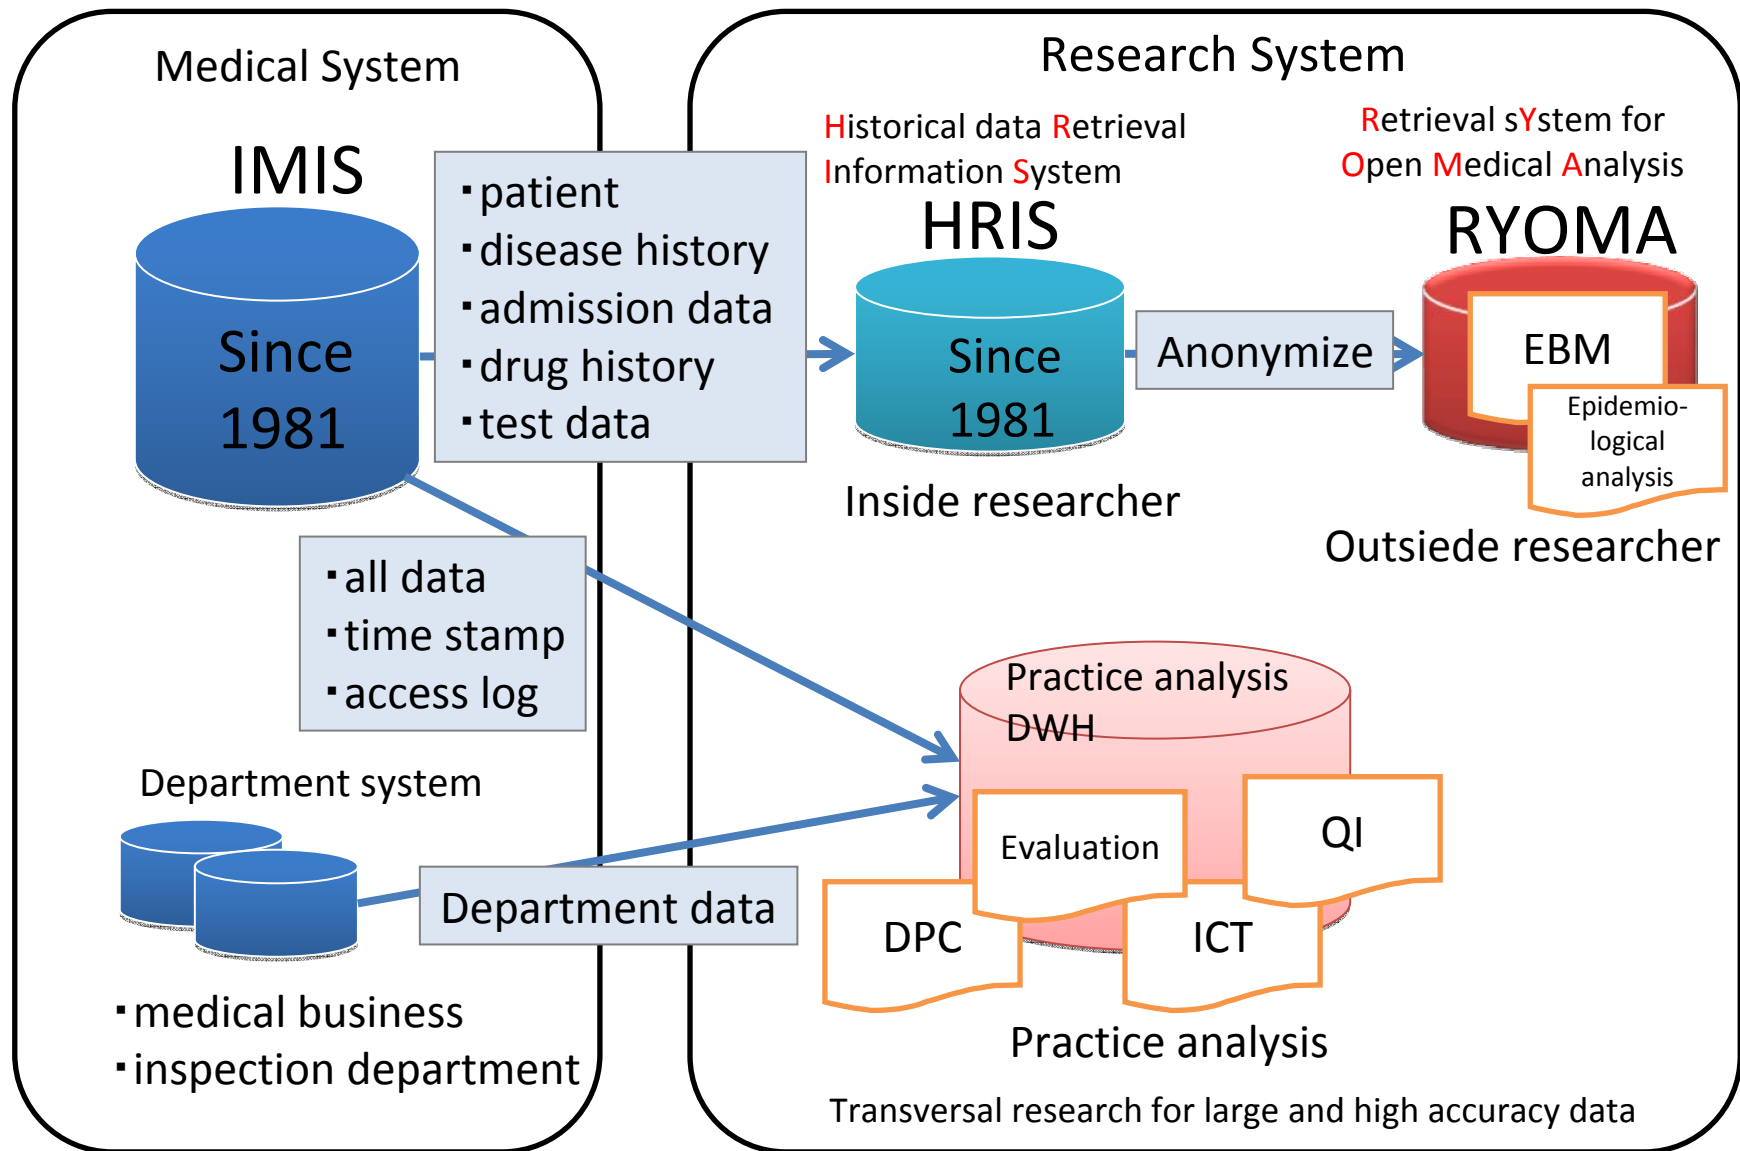 Medical System
IMIS
Since
1981
▪patient
▪disease history
▪admission data
▪drug history
▪test data
▪all data
▪time stamp
▪access log
Department system
Department data
▪medical business
▪inspection department
Research System
Historical data Retrieval
Information System
HRIS
Since
1981
Inside researcher
Anonymize
Retrieval sYstem for
Open Medical Analysis
RYOMA
EBM
Epidemio-
logical
analysis
Outsiede researcher
Practice analysis
DWH
Evaluation
QI
DPC
ICT
Practice analysis
Transversal research for large and high accuracy data